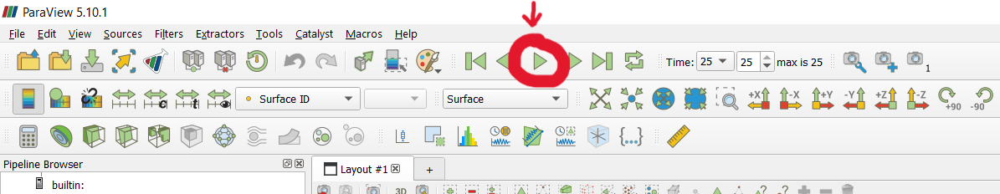 ParaView 5.10.1
File Edit View Sources Filters Extractors Tools Catalyst Macros Help
Time: 25 25 max is 25 1
c t Surface ID Surface +X -X +Y -Y +Z -Z +90 -90
{...}
Pipeline Browser Layout #1 +
builtin: 3D